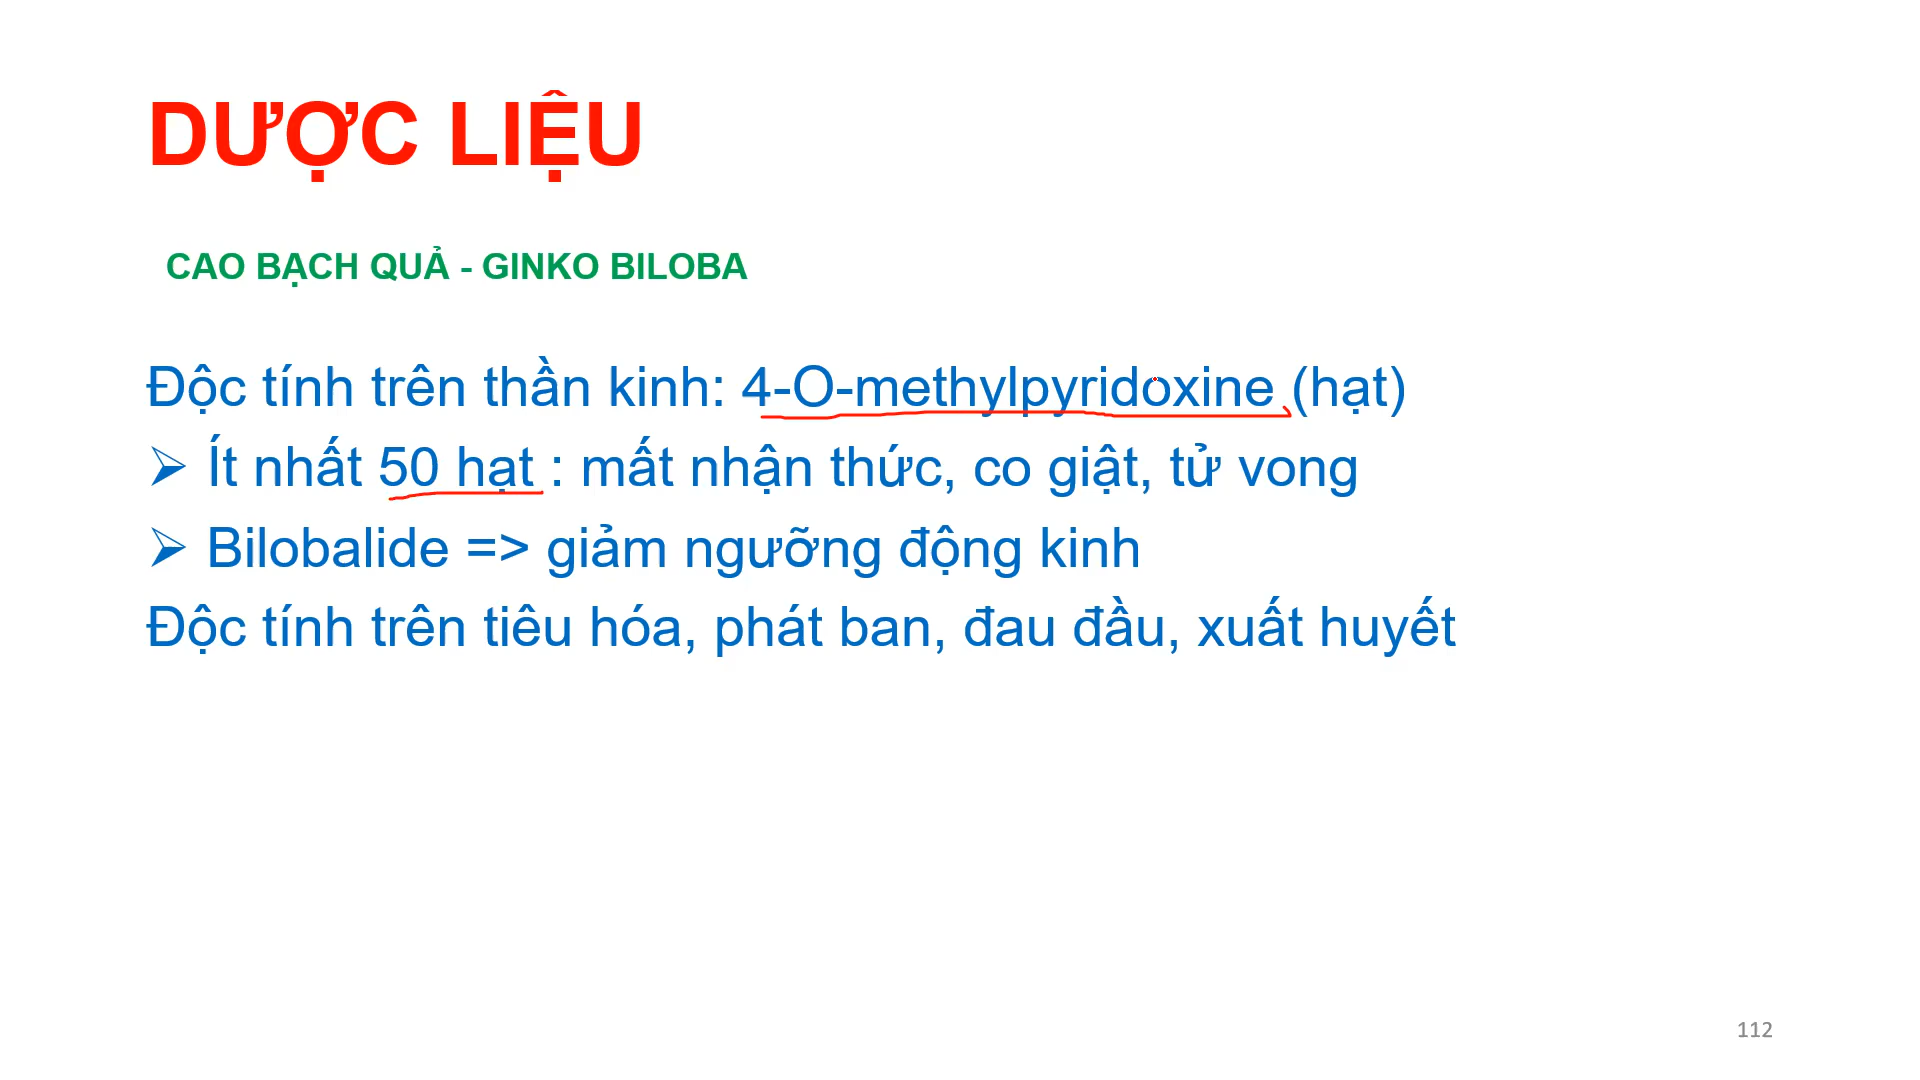 DƯỢC LIỆU
CAO BẠCH QUẢ - GINKO BILOBA
Độc tính trên thần kinh: 4-O-methylpyridoxine (hạt)
➢ Ít nhất 50 hạt : mất nhận thức, co giật, tử vong
➢ Bilobalide => giảm ngưỡng động kinh
Độc tính trên tiêu hóa, phát ban, đau đầu, xuất huyết
112